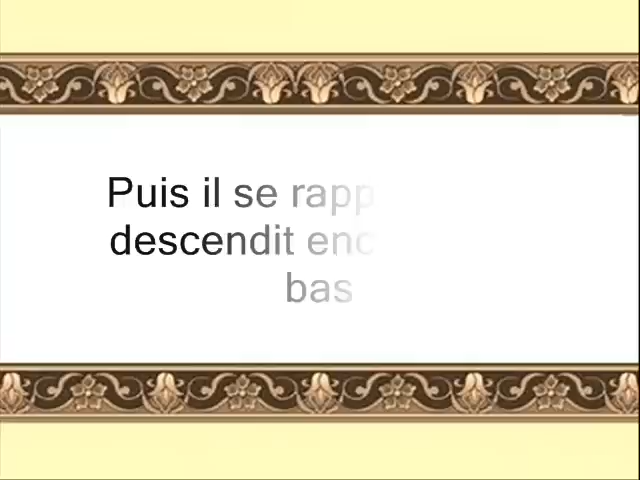 Puis il se rapp
descendit enc
bas